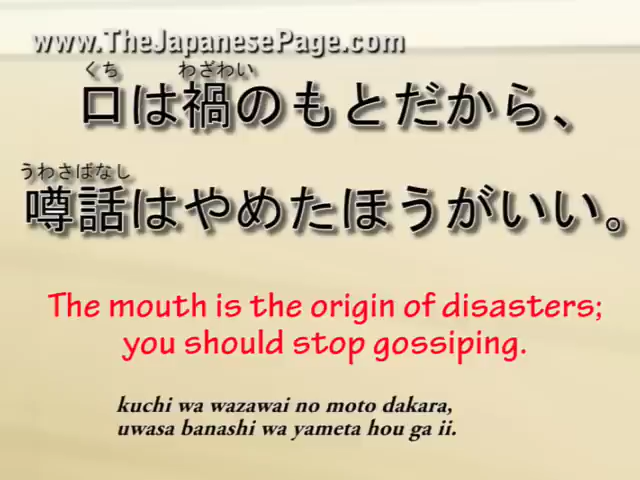 www.TheJapanesePage.com
くち わざわい
口は禍のもとだから、
うわさばなし
噂話はやめたほうがいい。
The mouth is the origin of disasters;
you should stop gossiping.
kuchi wa wazawai no moto dakara,
uwasa banashi wa yameta hou ga ii.